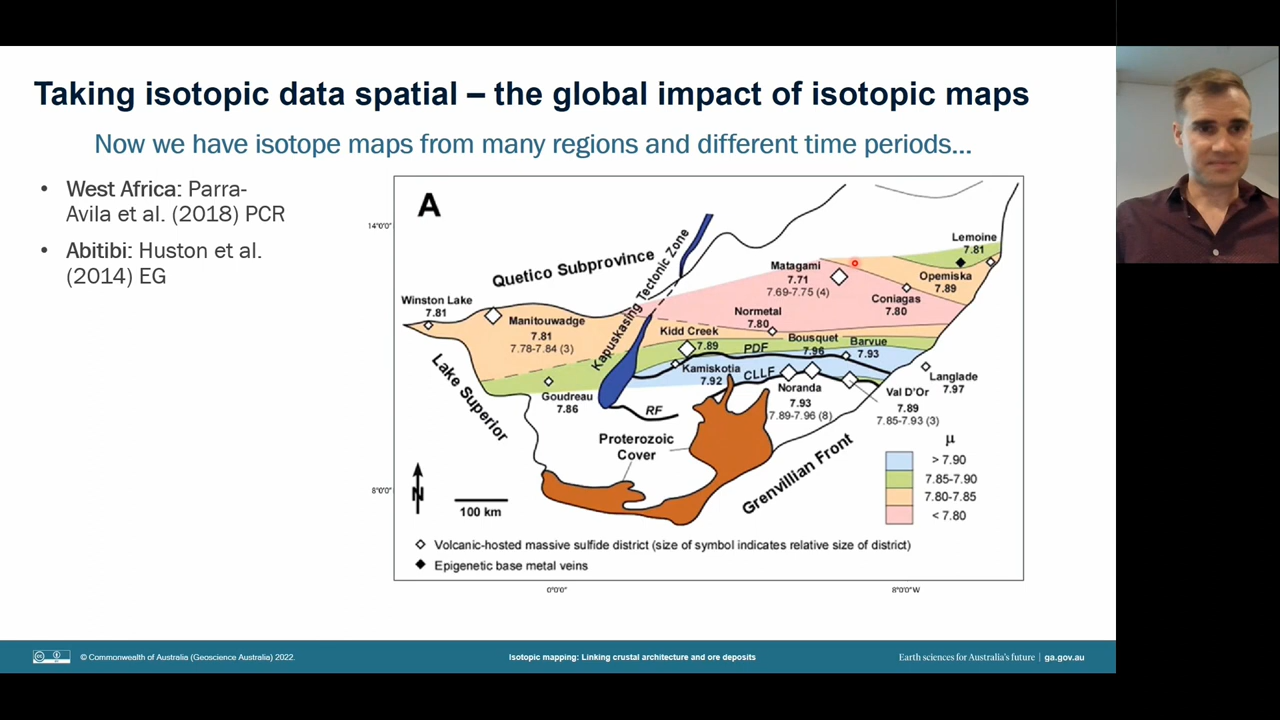 Taking isotopic data spatial – the global impact of isotopic maps
Now we have isotope maps from many regions and different time periods...
• West Africa: Parra-
Avila et al. (2018) PCR
• Abitibi: Huston et al.
(2014) EG
A
14°0'0"
8°0'0"
0°0'0"
8°0'0"W
Quetico Subprovince
Kapuskasing Tectonic Zone
Lemoine
7.81
Matagami
7.71
7.69-7.75 (4)
Opemiska
7.89
Coniagas
7.80
Winston Lake
7.81
Manitouwadge
7.81
7.78-7.84 (3)
Normetal
7.80
Kidd Creek
7.89
PDF
Bousquet
7.96
Barvue
7.93
Kamiskotia
7.92
CLLF
Langlade
7.97
Lake Superior
Goudreau
7.86
RF
Noranda
7.93
7.89-7.96 (8)
Val D'Or
7.89
7.85-7.93 (3)
Proterozoic
Cover
Grenvillian Front
μ
> 7.90
7.85-7.90
7.80-7.85
< 7.80
N
100 km
Volcanic-hosted massive sulfide district (size of symbol indicates relative size of district)
Epigenetic base metal veins
© Commonwealth of Australia (Geoscience Australia) 2022.
Isotopic mapping: Linking crustal architecture and ore deposits
Earth sciences for Australia's future | ga.gov.au